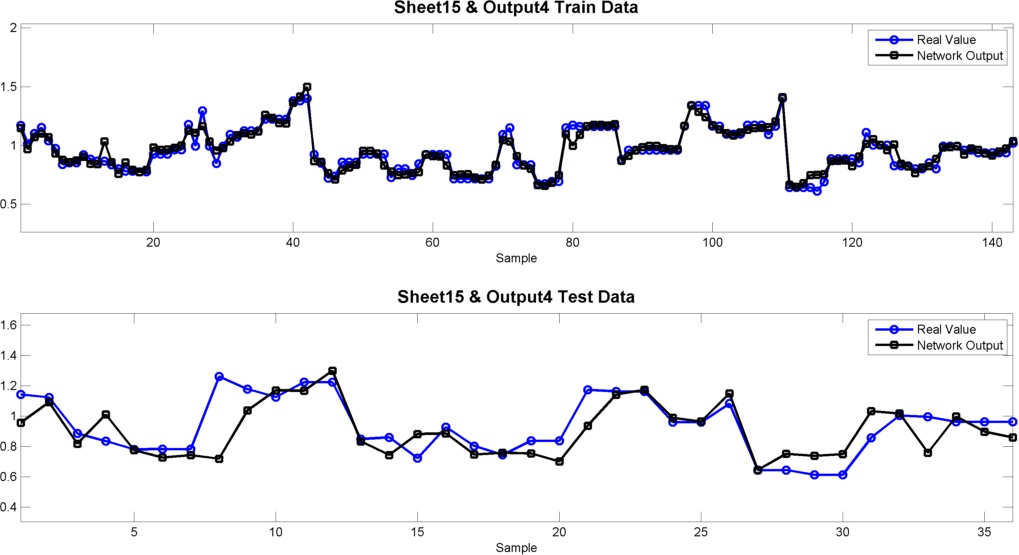 Sheet15 & Output4 Train Data
2
1.5
1
0.5
Real Value
Network Output
20 40 60 80 100 120 140
Sample
Sheet15 & Output4 Test Data
1.6
1.4
1.2
1
0.8
0.6
0.4
Real Value
Network Output
5 10 15 20 25 30 35
Sample